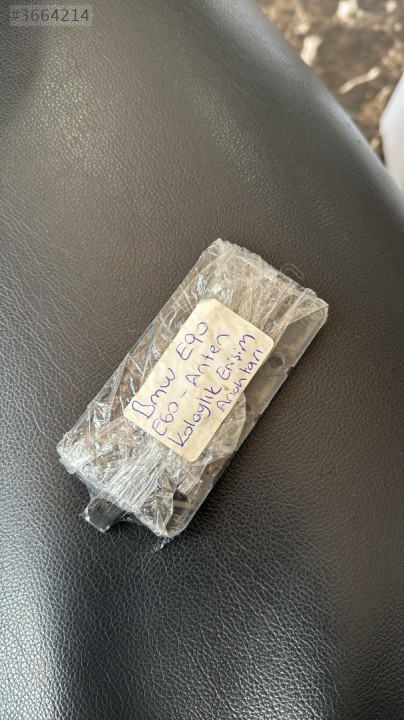 #3664214
Bmw E90
E60 - Anten
Kolaylık Erişim
Anahtarı